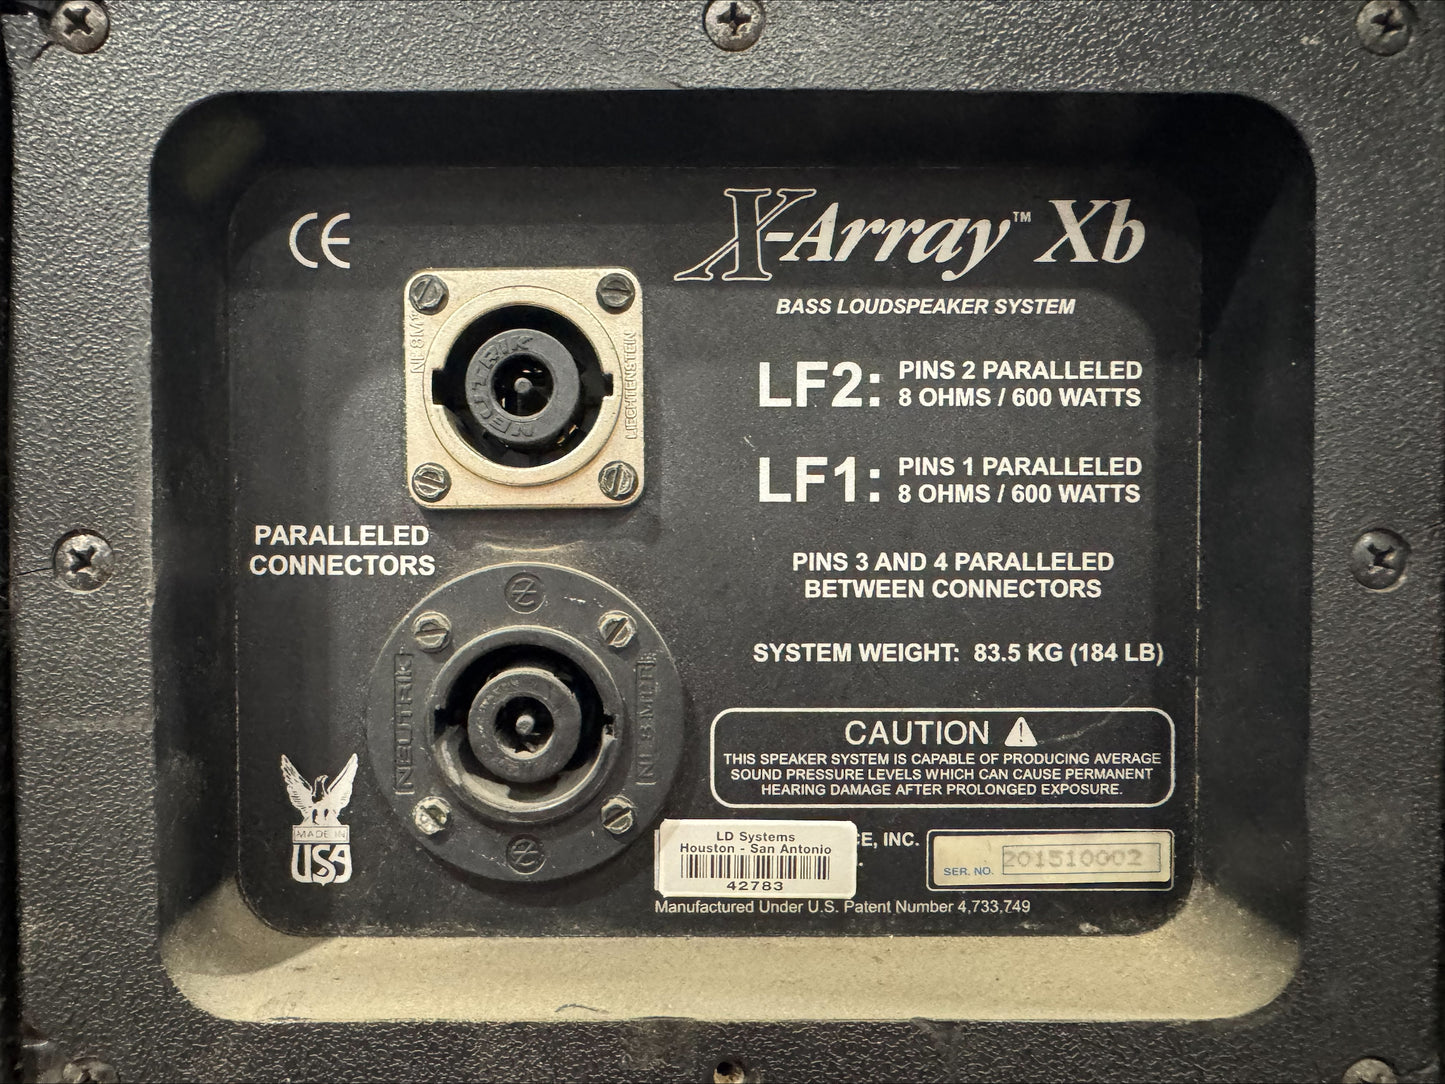 CE
X-Array™ Xb
BASS LOUDSPEAKER SYSTEM
NEUTRIK
LIECHTENSTEIN
LF2: PINS 2 PARALLELED
8 OHMS / 600 WATTS
LF1: PINS 1 PARALLELED
8 OHMS / 600 WATTS
PARALLELED
CONNECTORS
PINS 3 AND 4 PARALLELED
BETWEEN CONNECTORS
SYSTEM WEIGHT: 83.5 KG (184 LB)
NEUTRIK
CAUTION
THIS SPEAKER SYSTEM IS CAPABLE OF PRODUCING AVERAGE
SOUND PRESSURE LEVELS WHICH CAN CAUSE PERMANENT
HEARING DAMAGE AFTER PROLONGED EXPOSURE.
MADE IN
USA
LD Systems
Houston - San Antonio
42783
INC.
SER. NO. 201510002
Manufactured Under U.S. Patent Number 4,733,749